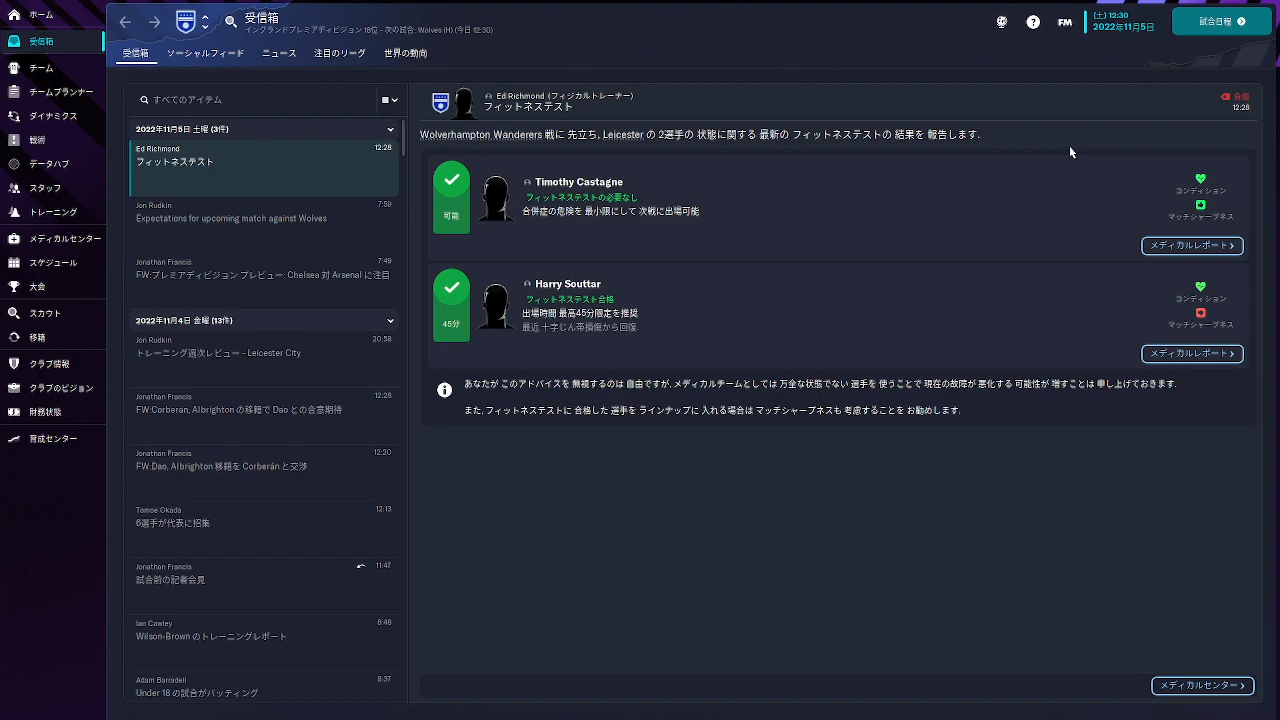 ホーム
受信箱
チーム
チームプランナー
ダイナミクス
戦術
データハブ
スタッフ
トレーニング
メディカルセンター
スケジュール
大会
スカウト
移籍
クラブ情報
クラブのビジョン
財務状態
育成センター
受信箱
イングランドプレミアディビジョン 18位 - 次の試合: Wolves (H) (今日 12:30)
FM
(土) 12:30
2022年11月5日
試合日程
受信箱
ソーシャルフィード
ニュース
注目のリーグ
世界の動向
すべてのアイテム
2022年11月5日 土曜 (3件)
Ed Richmond 12:28
フィットネステスト
Jon Rudkin 7:59
Expectations for upcoming match against Wolves
Jonathan Francis 7:49
FW:プレミアディビジョン プレビュー: Chelsea 対 Arsenal に注目
2022年11月4日 金曜 (13件)
Jon Rudkin 20:58
トレーニング週次レビュー - Leicester City
Jonathan Francis 12:28
FW:Corberán, Albrighton の移籍で Dao との合意期待
Jonathan Francis 12:20
FW:Dao, Albrighton 移籍を Corberán と交渉
Tomoe Okada 12:13
6選手が代表に招集
Jonathan Francis 11:47
試合前の記者会見
Ian Cawley 8:48
Wilson-Brown のトレーニングレポート
Adam Barradell 8:37
Under 18 の試合がバッティング
Ed Richmond (フィジカルトレーナー)
フィットネステスト
負傷
12:28
Wolverhampton Wanderers 戦に 先立ち, Leicester の 2選手の 状態に関する 最新の フィットネステストの 結果を 報告します.
可能
Timothy Castagne
フィットネステストの必要なし
合併症の危険を 最小限にして 次戦に出場可能
コンディション
マッチシャープネス
メディカルレポート
45分
Harry Souttar
フィットネステスト合格
出場時間 最高45分限定を推奨
最近 十字じん帯損傷から回復.
コンディション
マッチシャープネス
メディカルレポート
あなたが このアドバイスを 無視するのは 自由ですが, メディカルチームとしては 万全な状態でない 選手を 使うことで 現在の故障が 悪化する 可能性が 増すことは 申し上げておきます.
また, フィットネステストに 合格した 選手を ラインナップに 入れる場合は マッチシャープネスも 考慮することを お勧めします.
メディカルセンター